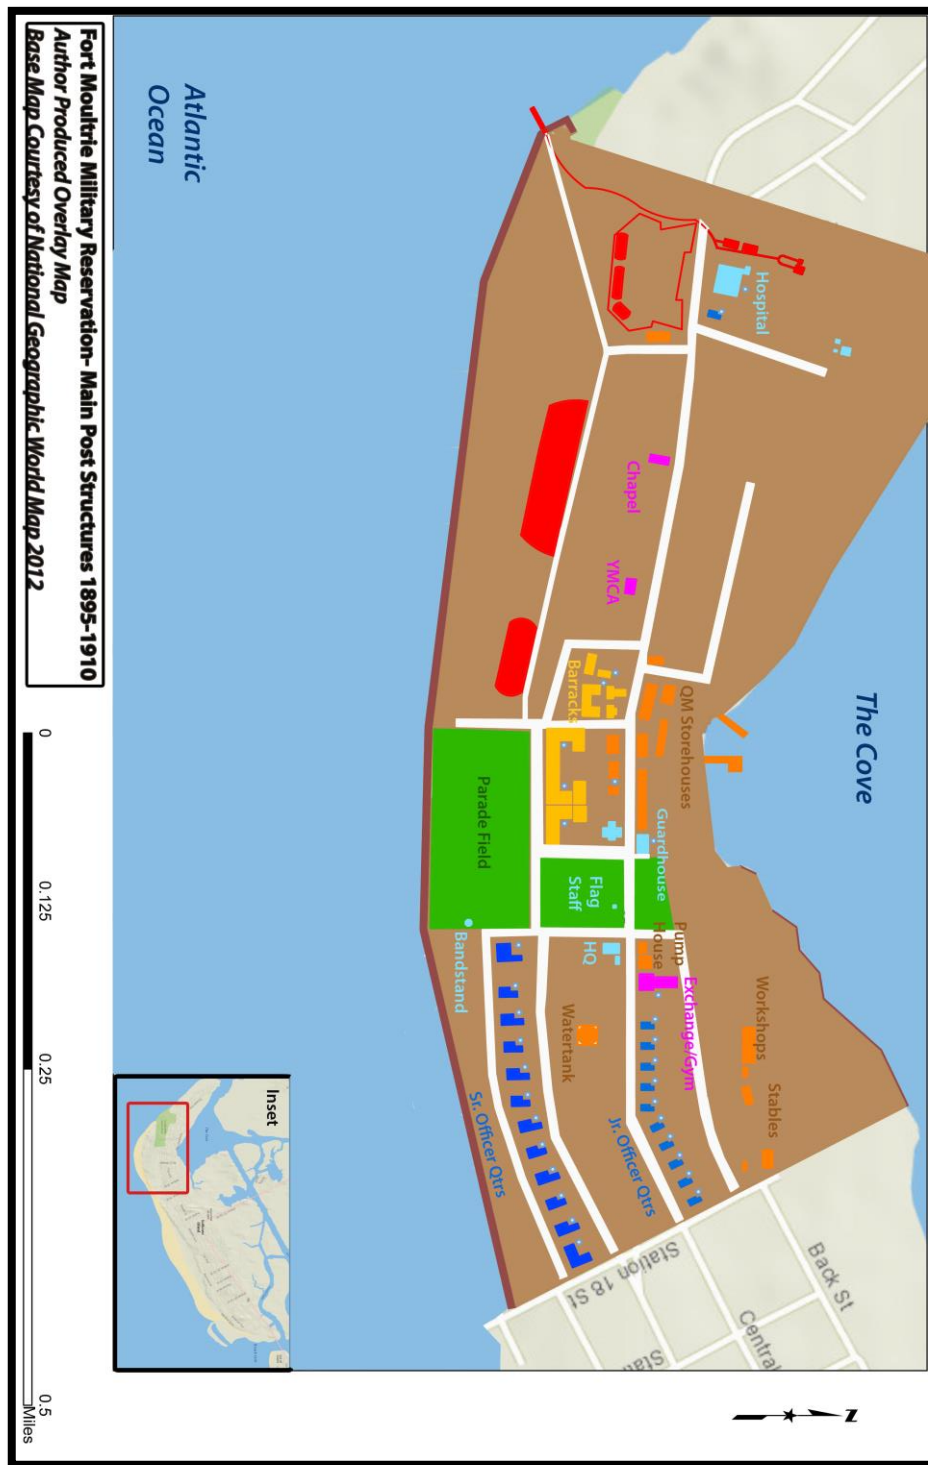 Fort Moultrie Military Reservation- Main Post Structures 1895-1910
Author Produced Overlay Map
Base Map Courtesy of National Geographic World Map 2012
Atlantic
Ocean
The Cove
Hospital
Chapel
YMCA
Barracks
QM Storehouses
Guardhouse
Parade Field
Flag
Staff
Bandstand
HQ
Pump
House
Exchange/Gym
Watertank
Workshops
Stables
Sr. Officer Qtrs
Jr. Officer Qtrs
Station 18 St
Back St
Central
Stati
Inset
0
0.125
0.25
0.5
Miles
N